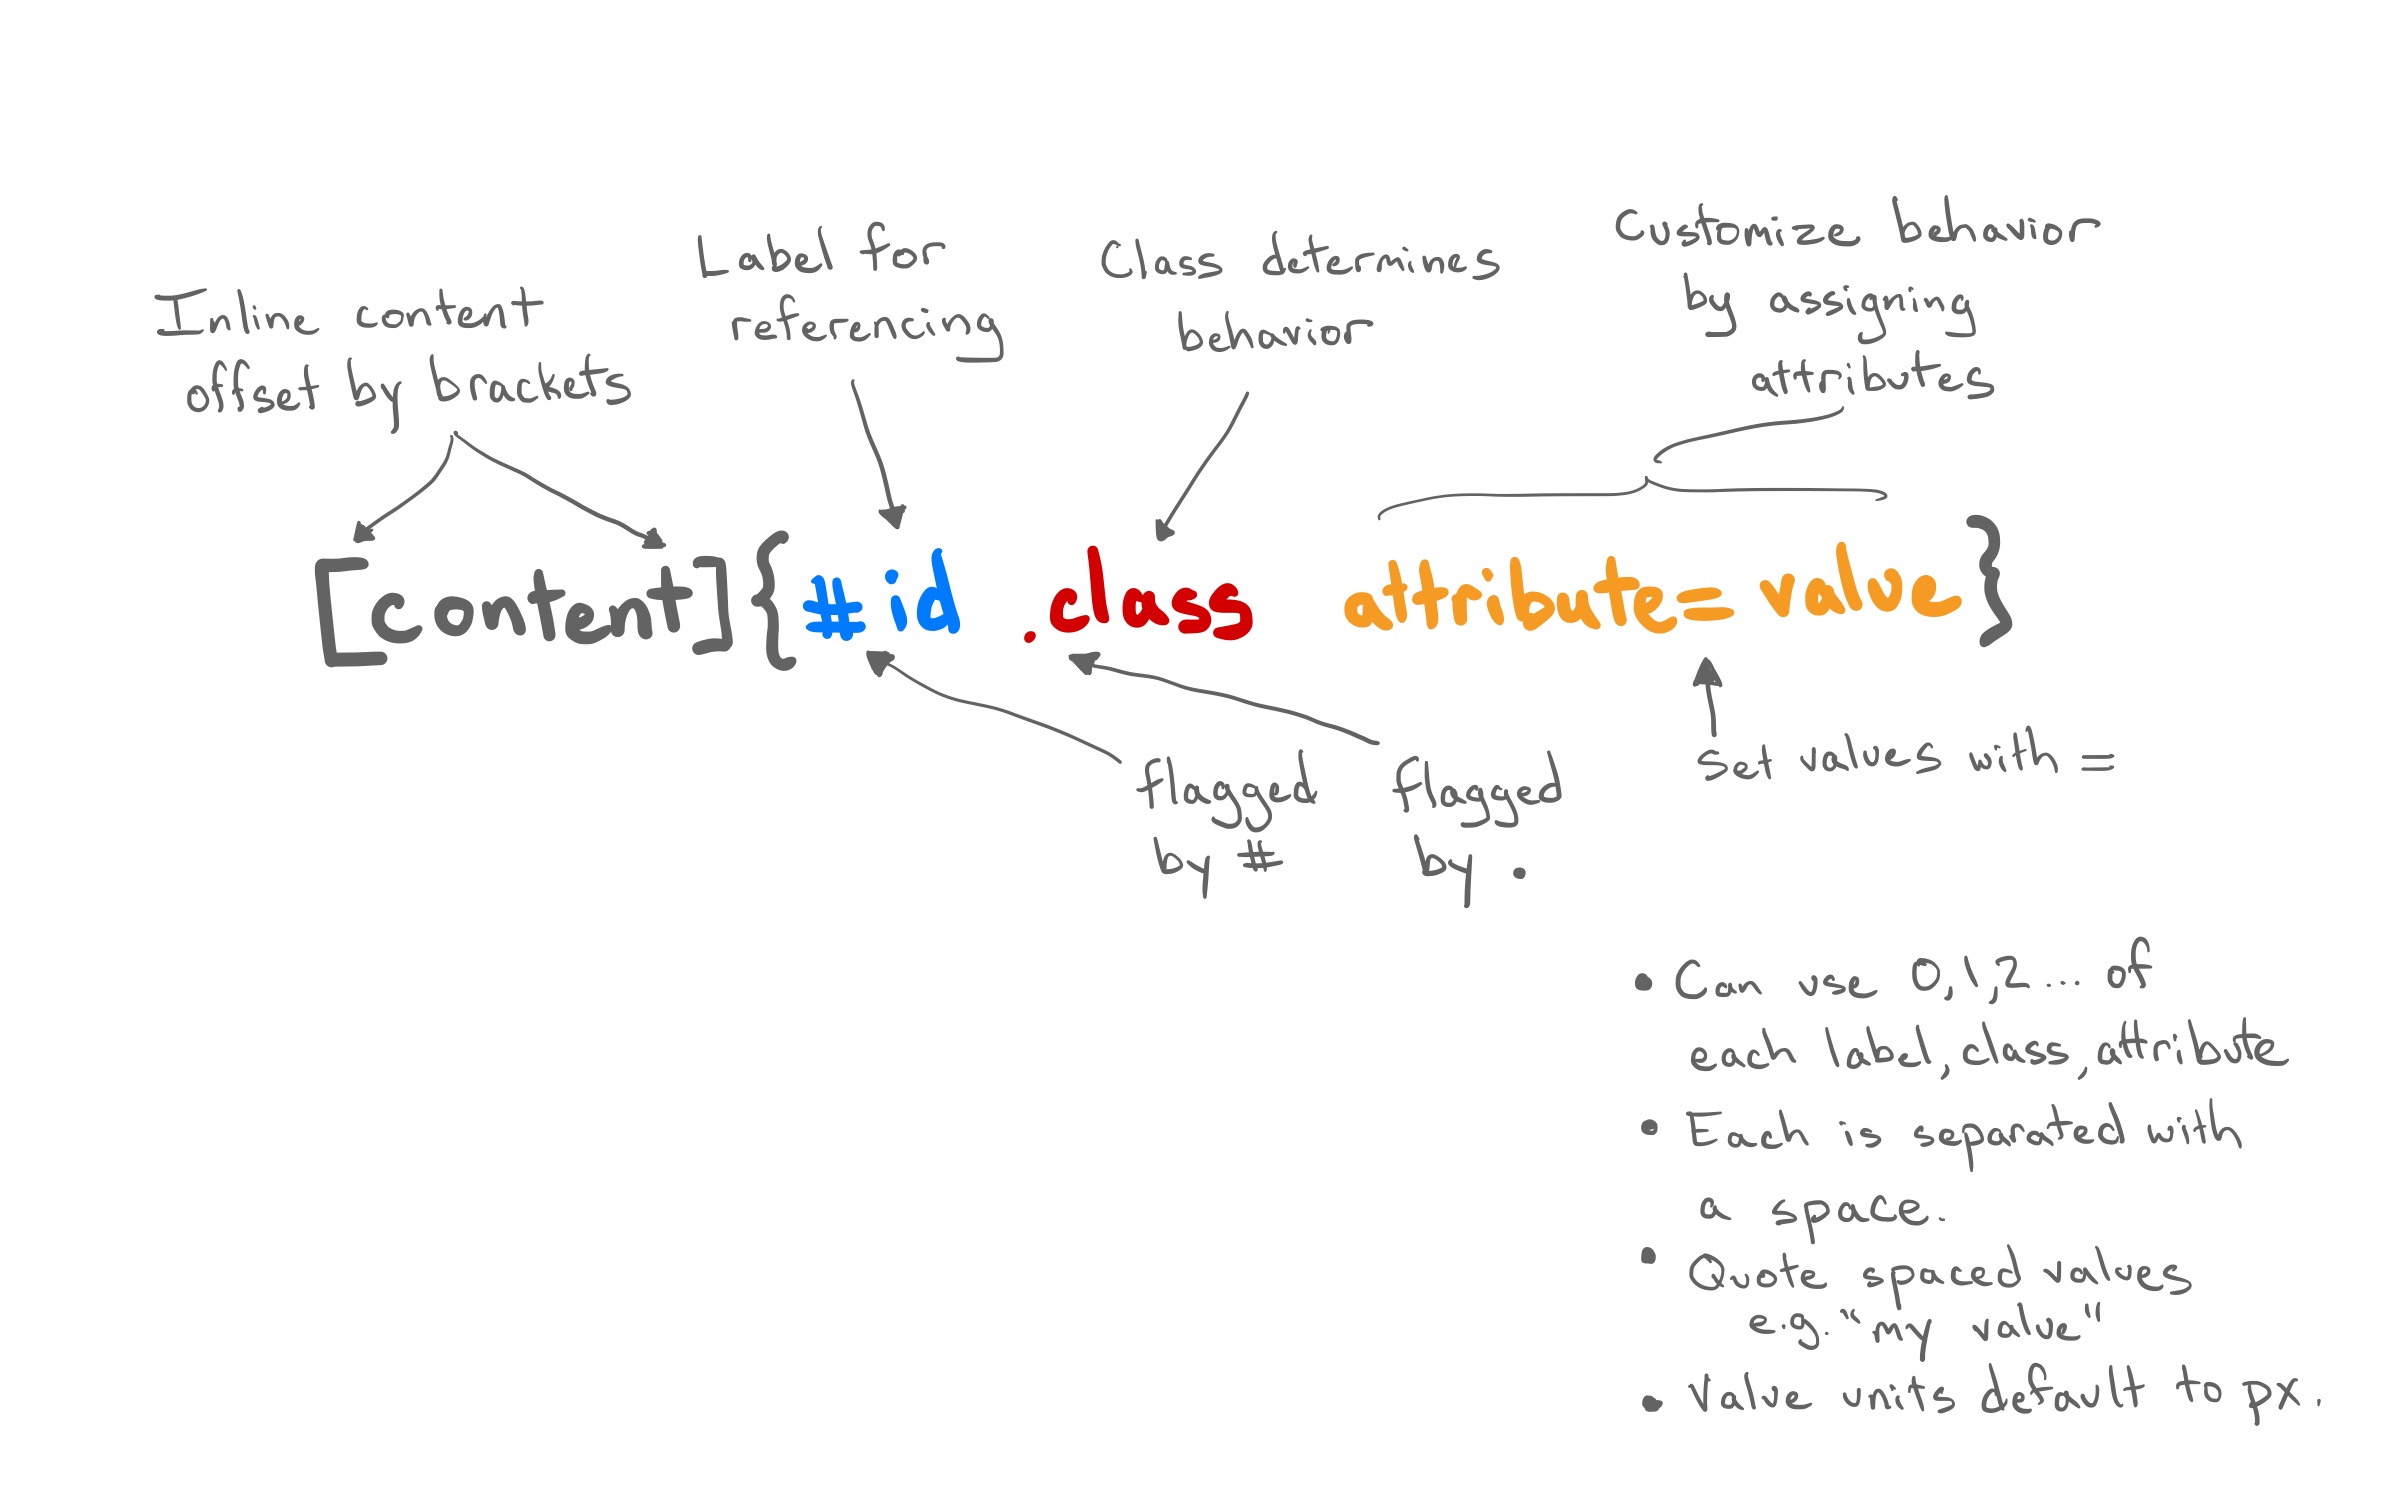 Inline content
offset by brackets
Label for
referencing
Class determines
behavior
Customize behavior
by assigning
attributes
[content]{#id .class attribute=value}
flagged
by #
flagged
by .
set values with =
• Can use 0,1,2... of
each label, class, attribute
• Each is separated with
a space.
• Quote spaced values
e.g. "my value"
• Value units default to px.